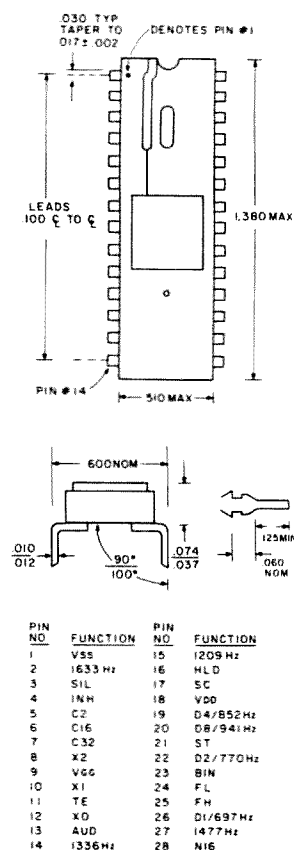 .030 TYP
TAPER TO
.017±.002
DENOTES PIN #1
LEADS
.100 ℄ TO ℄
1.380 MAX
PIN #14
.510 MAX
.600 NOM
.010
.012
90°
100°
.074
.037
.125 MIN
.060
NOM
PIN NO FUNCTION PIN NO FUNCTION
1 VSS 15 1209 Hz
2 1633 Hz 16 HLD
3 SIL 17 SC
4 INH 18 VDD
5 C2 19 D4/852Hz
6 C16 20 D8/941Hz
7 C32 21 ST
8 X2 22 D2/770Hz
9 VGG 23 BIN
10 X1 24 FL
11 TE 25 FH
12 XO 26 D1/697Hz
13 AUD 27 1477Hz
14 1336Hz 28 N16